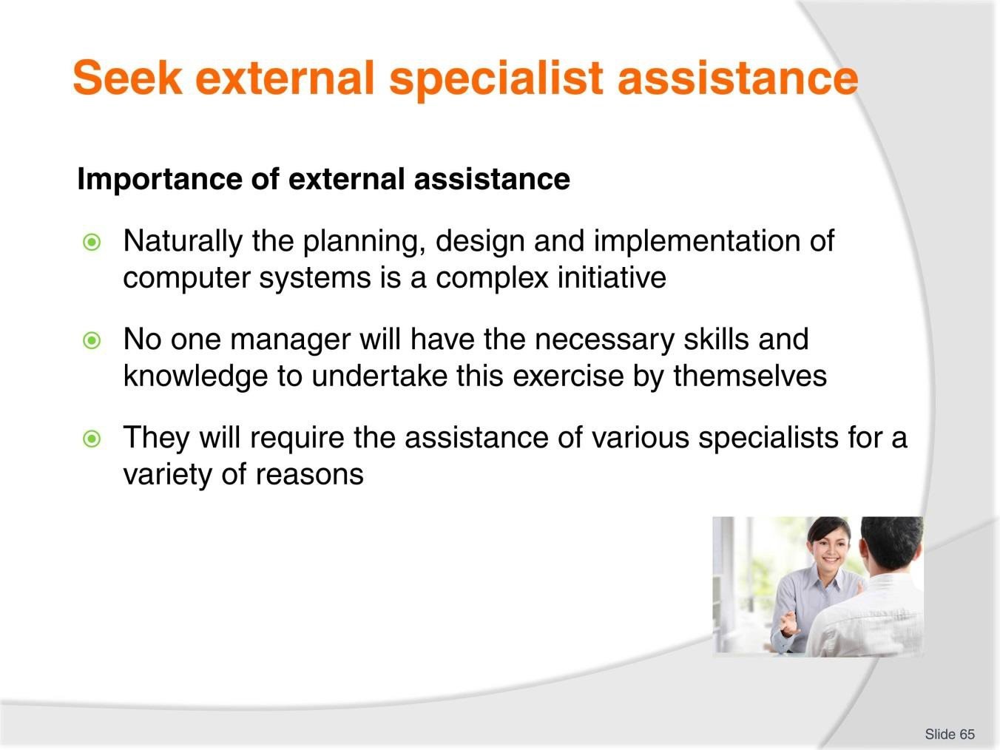 Seek external specialist assistance
Importance of external assistance
Naturally the planning, design and implementation of
computer systems is a complex initiative
No one manager will have the necessary skills and
knowledge to undertake this exercise by themselves
They will require the assistance of various specialists for a
variety of reasons
Slide 65